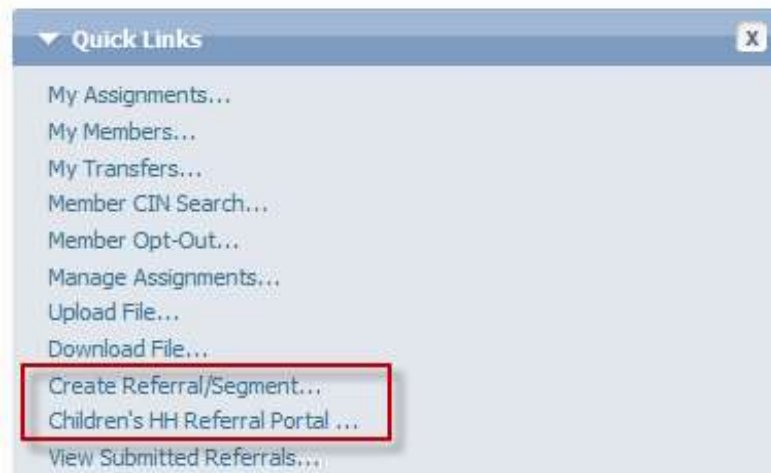 Quick Links
X
My Assignments...
My Members...
My Transfers...
Member CIN Search...
Member Opt-Out...
Manage Assignments...
Upload File...
Download File...
Create Referral/Segment...
Children's HH Referral Portal ...
View Submitted Referrals...